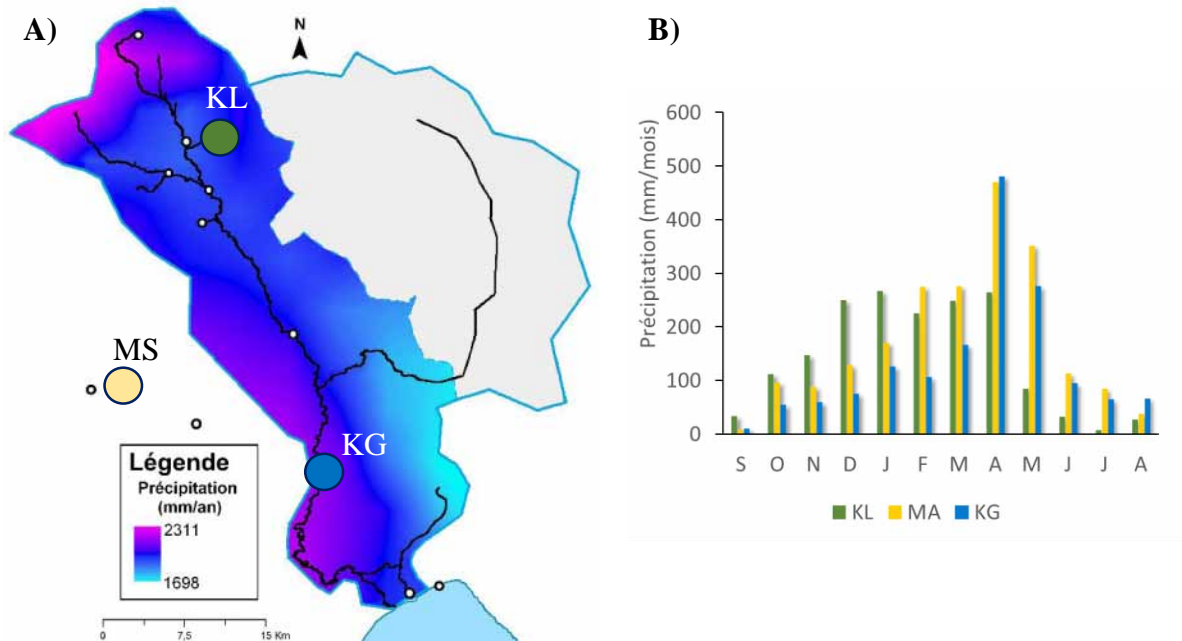 A)
N
KL
MS
KG
Légende
Précipitation
(mm/an)
2311
1698
0 7,5 15 Km
B)
Précipitation (mm/mois)
600
500
400
300
200
100
0
S O N D J F M A M J J A
KL MA KG